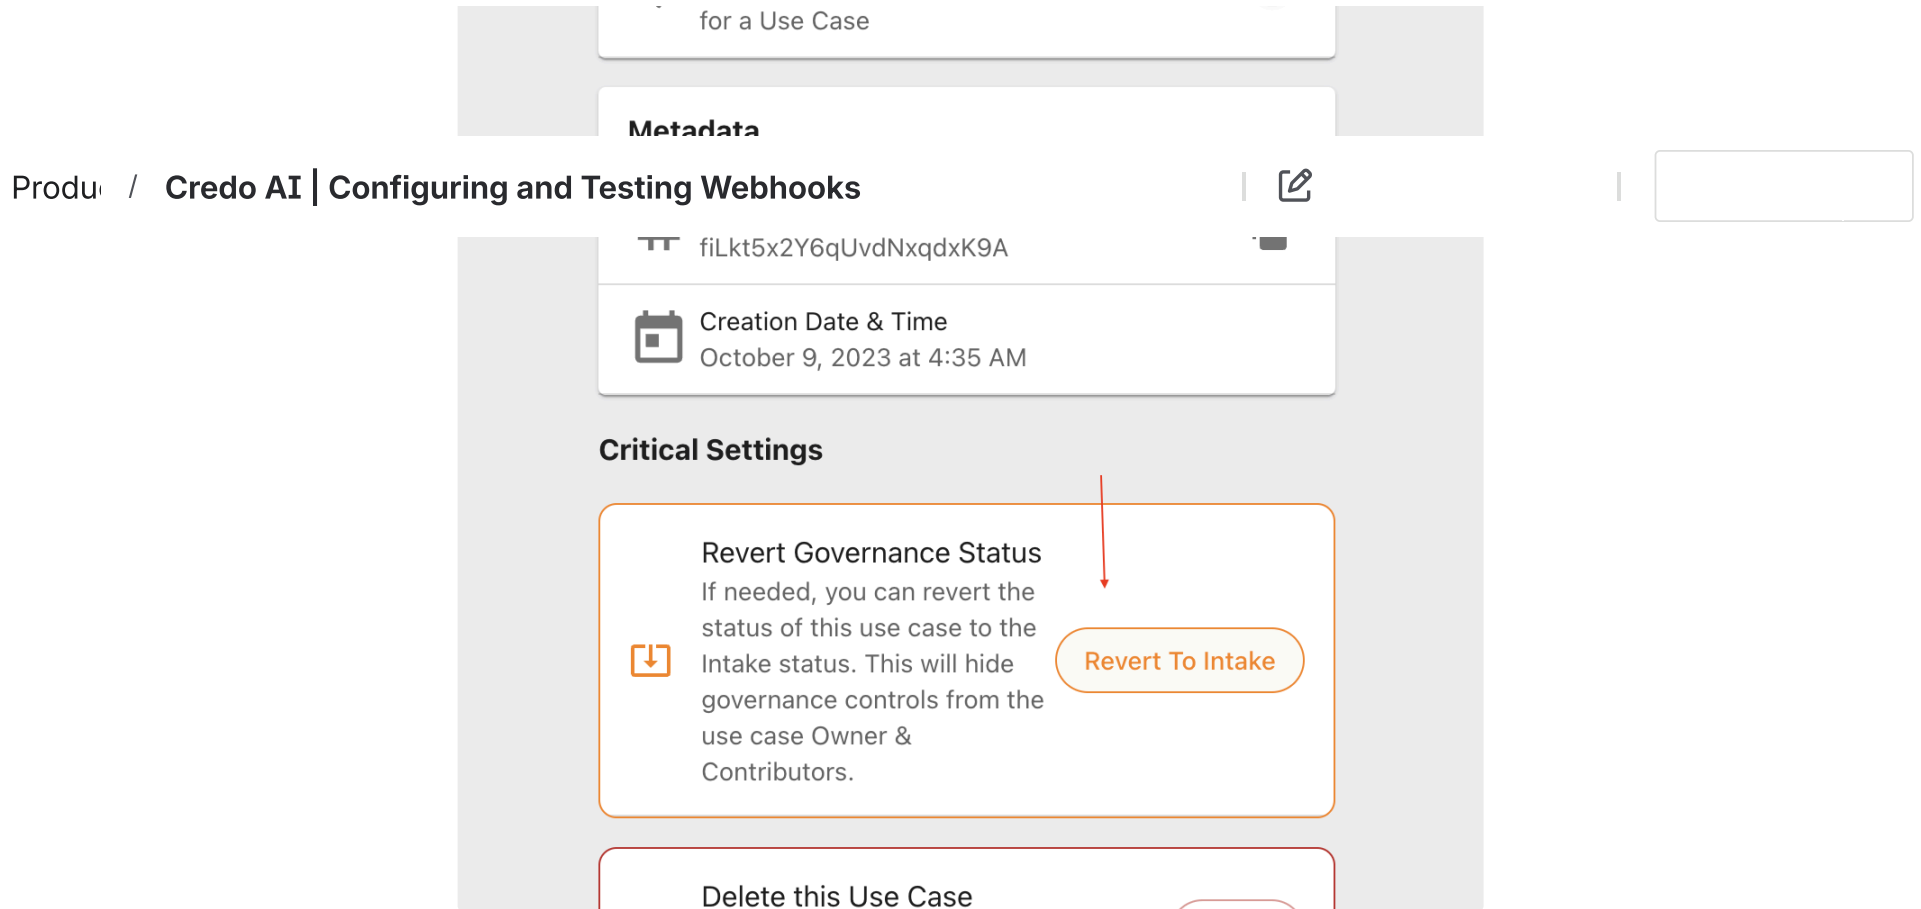 for a Use Case
Metadata
/ Credo AI | Configuring and Testing Webhooks
fiLkt5x2Y6qUvdNxqdxK9A
Creation Date & Time
October 9, 2023 at 4:35 AM
Critical Settings
Revert Governance Status
If needed, you can revert the
status of this use case to the
Intake status. This will hide
governance controls from the
use case Owner &
Contributors.
Revert To Intake
Delete this Use Case